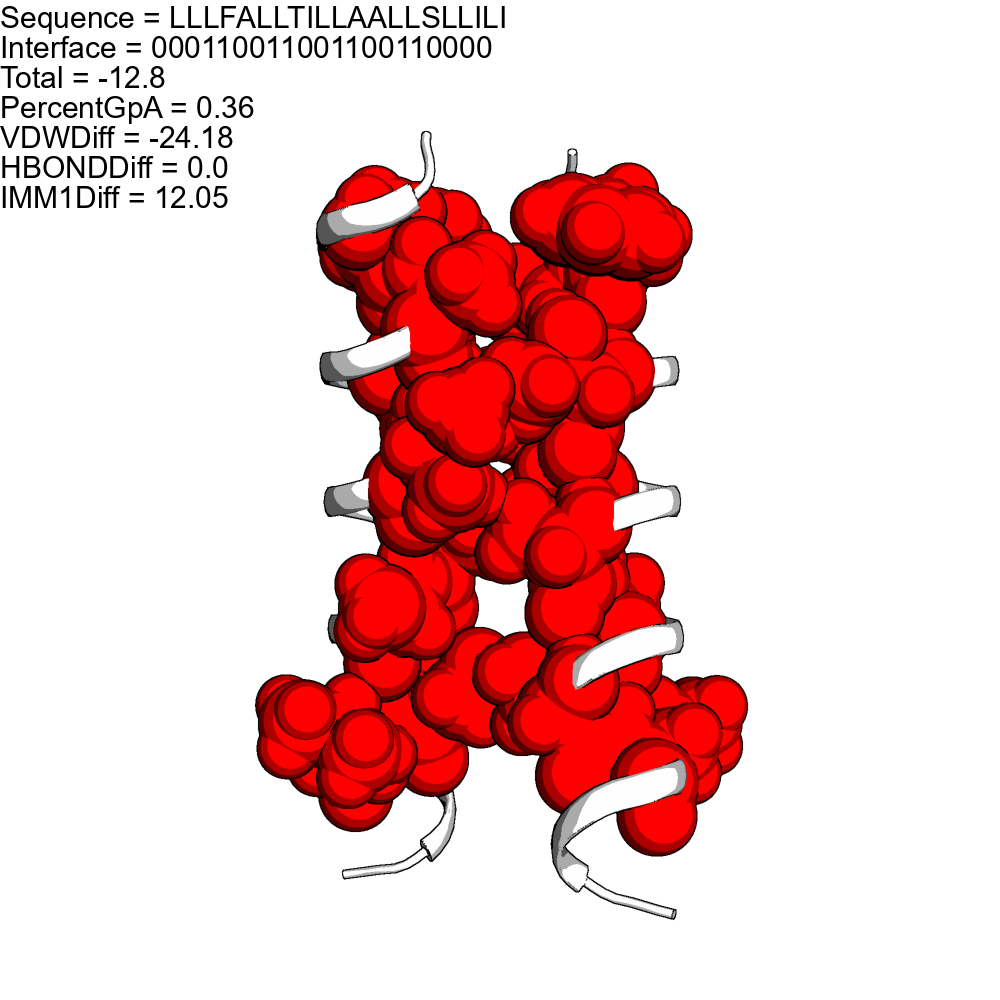 Sequence = LLLFALLTILLAALLSLLILI
Interface = 000110011001100110000
Total = -12.8
PercentGpA = 0.36
VDWDiff = -24.18
HBONDDiff = 0.0
IMM1Diff = 12.05